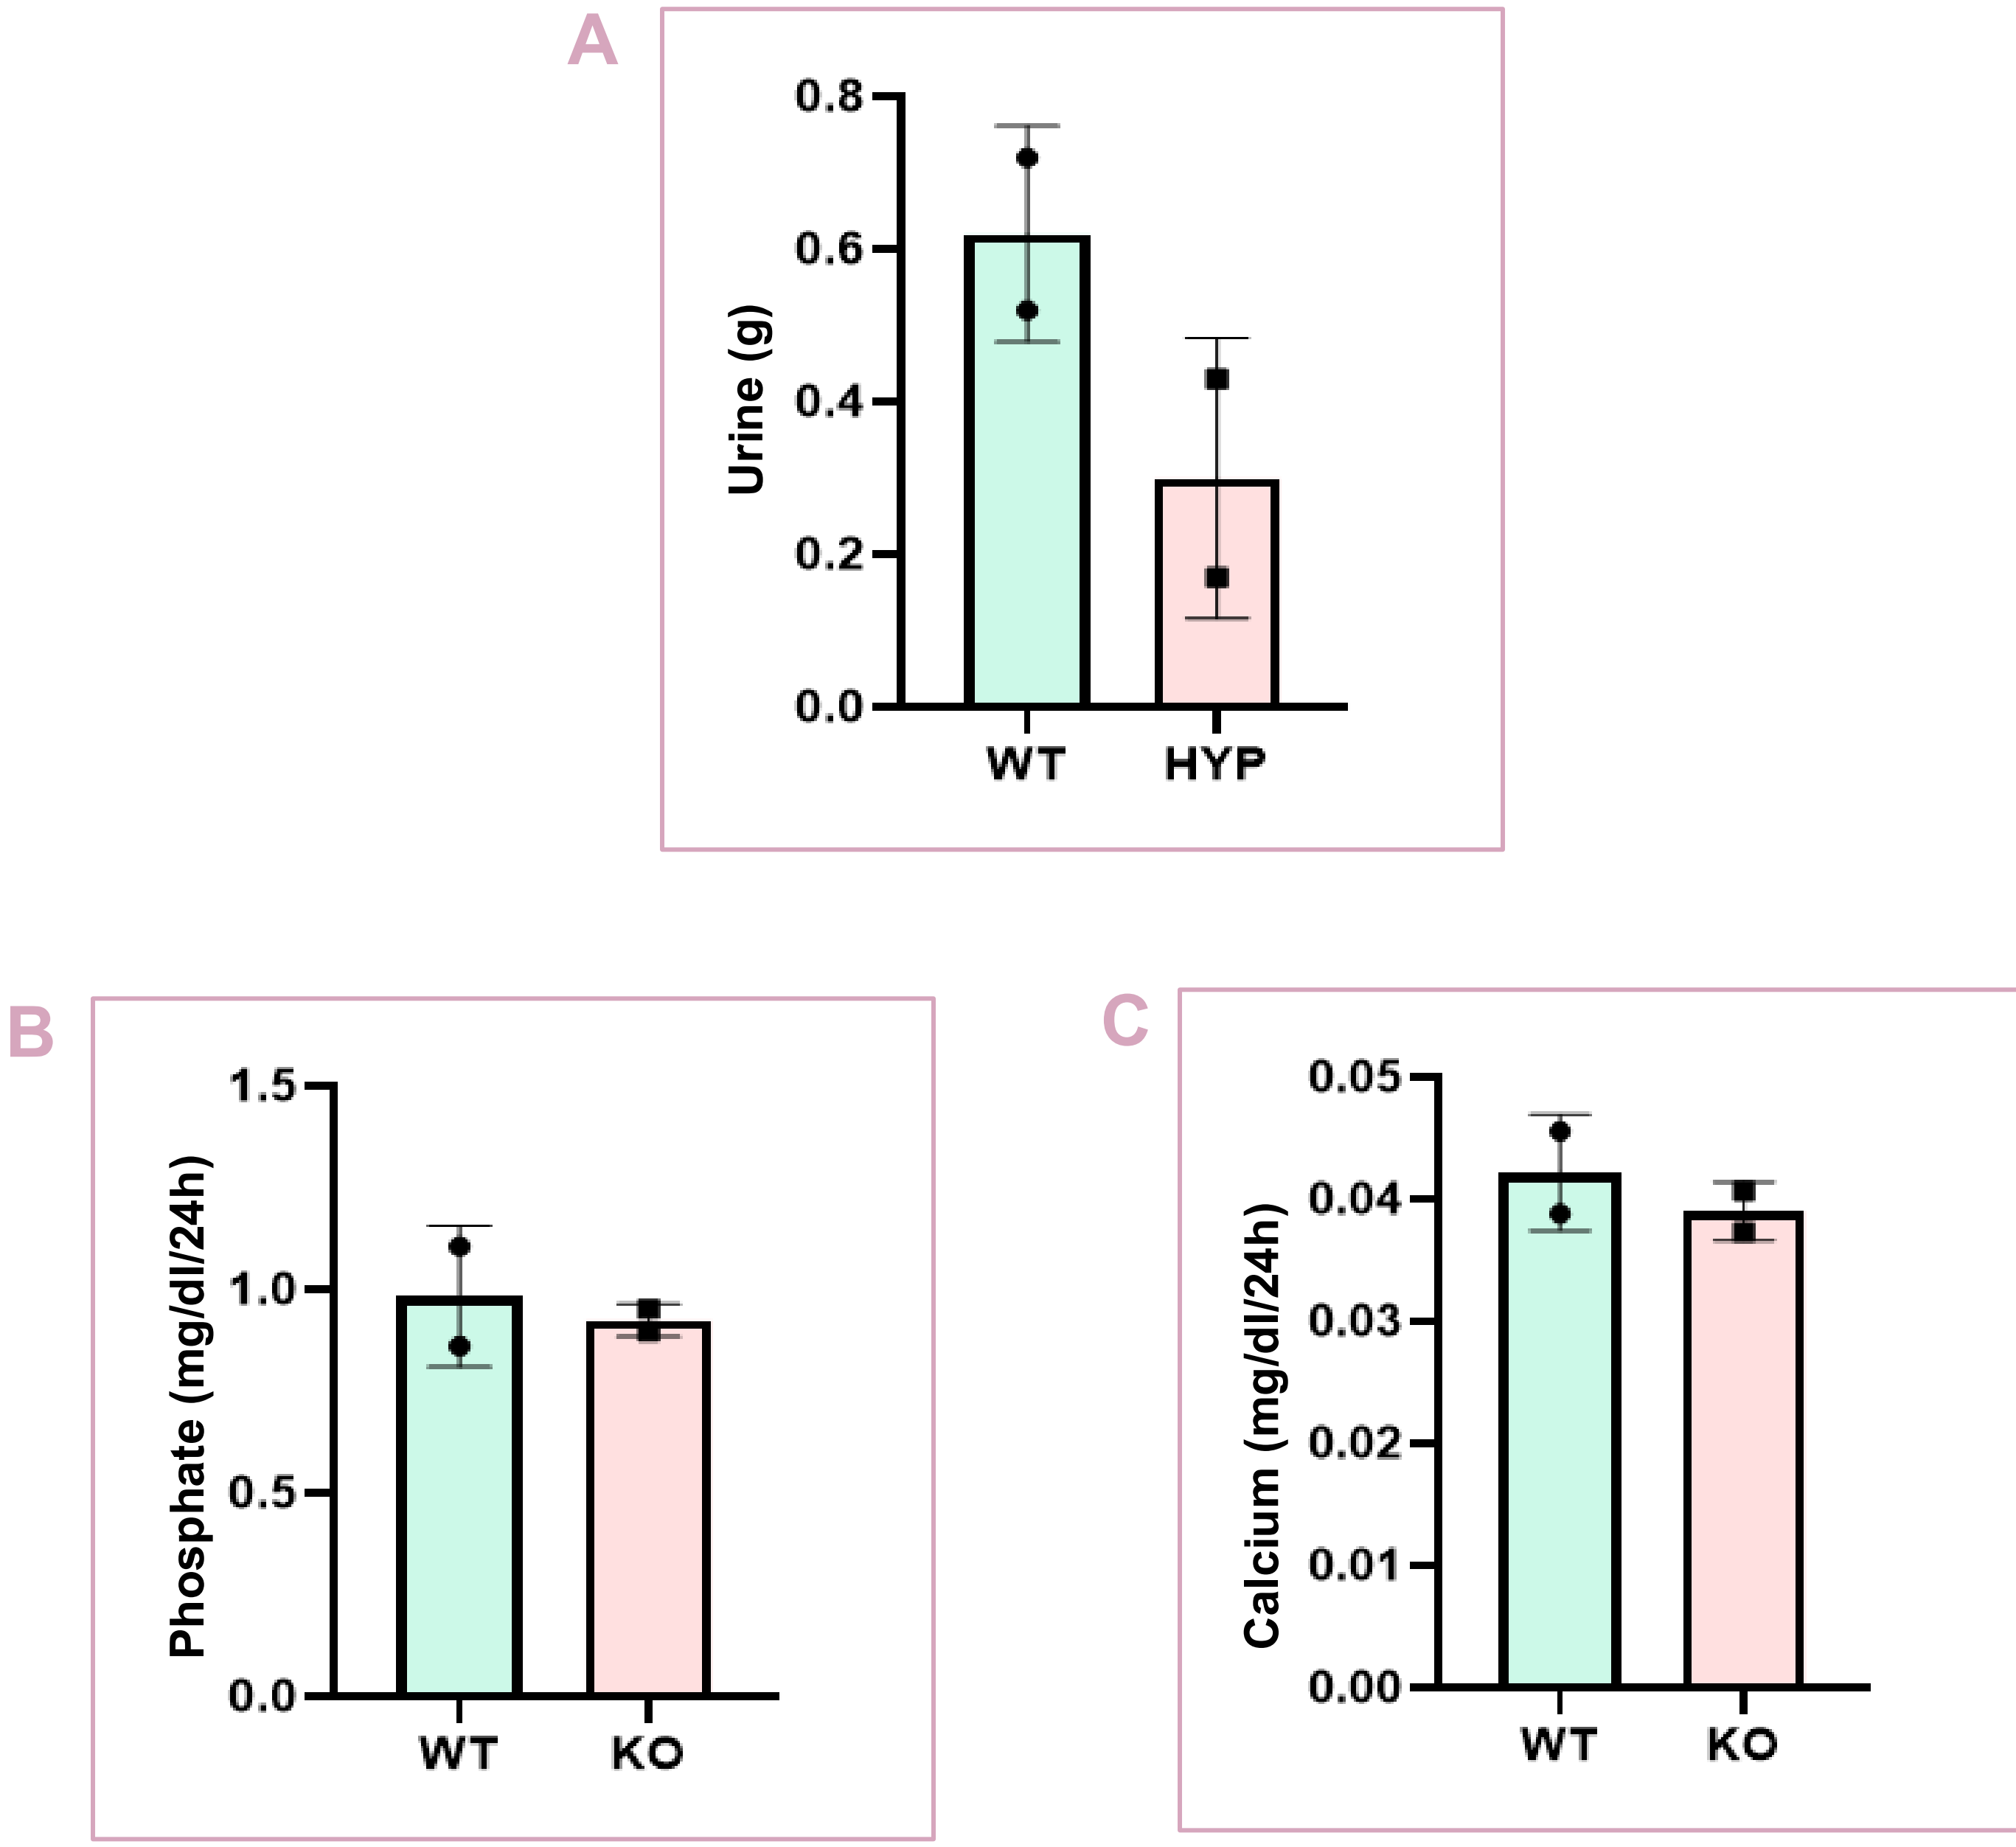 A
Urine (g)
0.8
0.6
0.4
0.2
0.0
WT HYP
B
Phosphate (mg/dl/24h)
1.5
1.0
0.5
0.0
WT KO
C
Calcium (mg/dl/24h)
0.05
0.04
0.03
0.02
0.01
0.00
WT KO